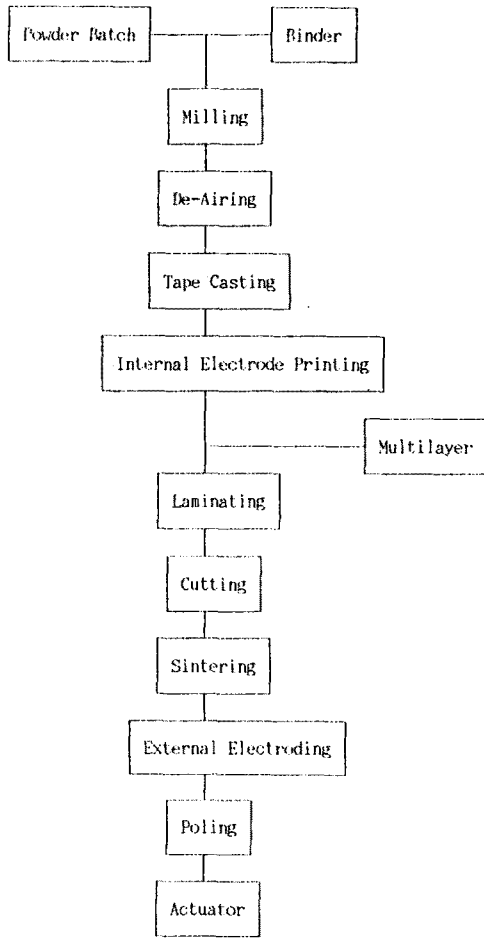 Powder Batch
Binder
Milling
De-Airing
Tape Casting
Internal Electrode Printing
Multilayer
Laminating
Cutting
Sintering
External Electroding
Poling
Actuator